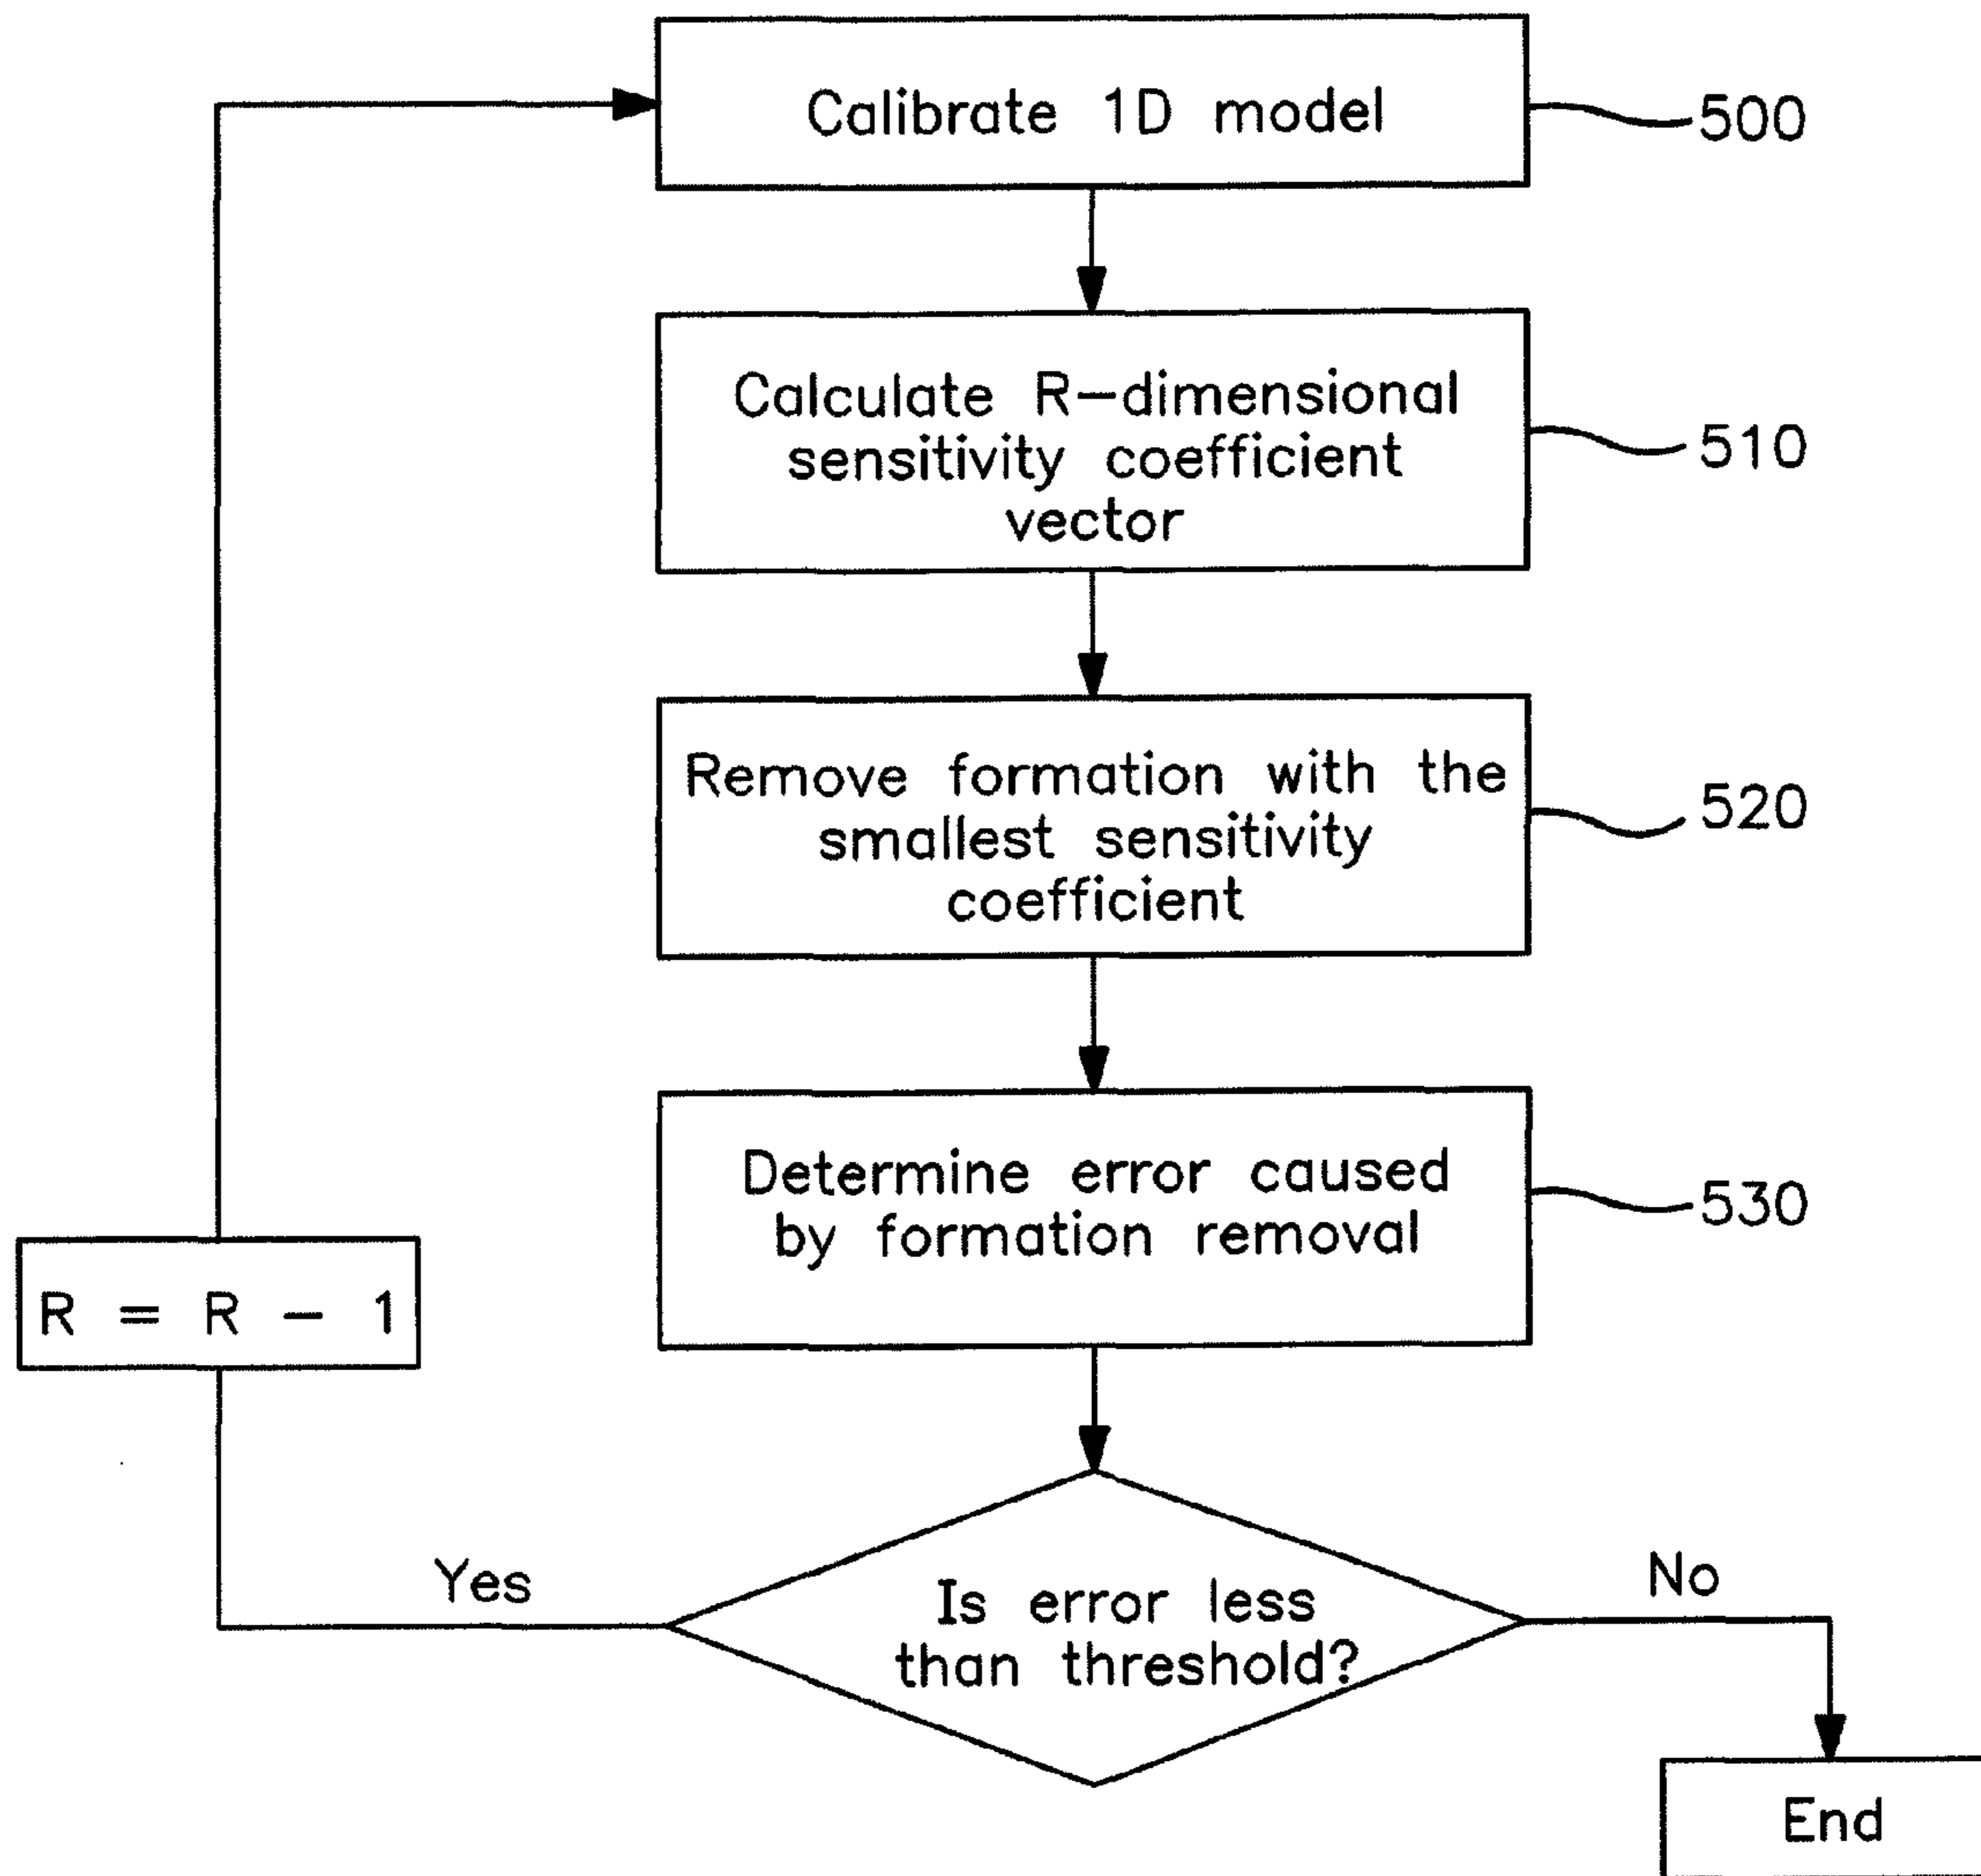 Calibrate 1D model
500
Calculate R-dimensional
sensitivity coefficient
vector
510
Remove formation with the
smallest sensitivity
coefficient
520
Determine error caused
by formation removal
530
R = R - 1
Yes
Is error less
than threshold?
No
End